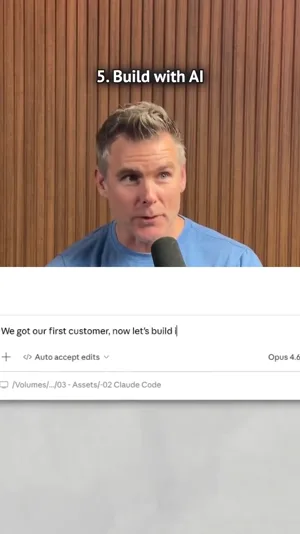 5. Build with AI
We got our first customer, now let's build i
Auto accept edits
Opus 4.6
/Volumes/.../03 - Assets/-02 Claude Code